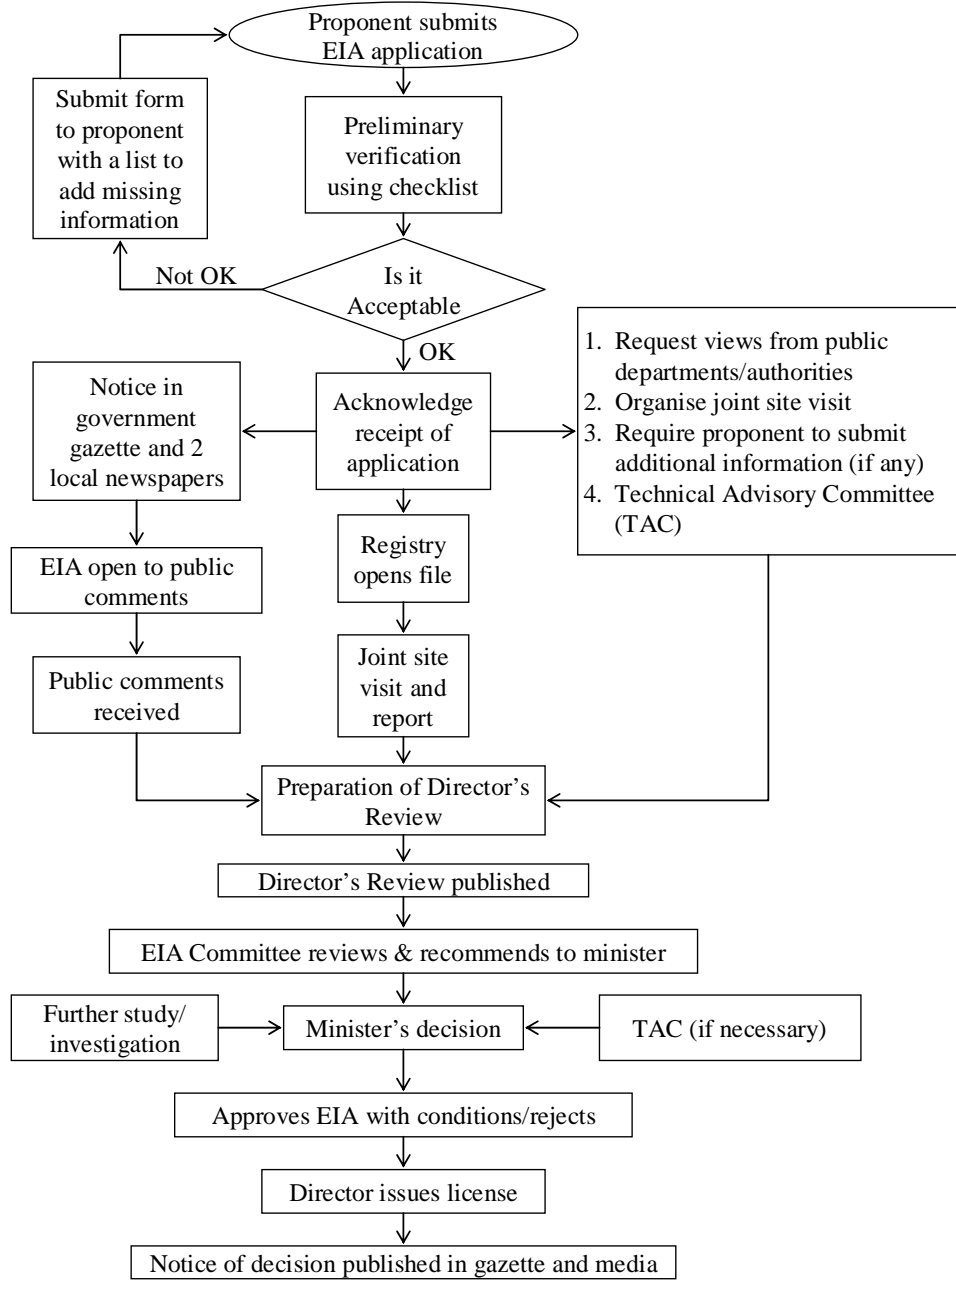 Proponent submits
EIA application
Submit form
to proponent
with a list to
add missing
information
Preliminary
verification
using checklist
Not OK
Is it
Acceptable
OK
1. Request views from public
departments/authorities
2. Organise joint site visit
3. Require proponent to submit
additional information (if any)
4. Technical Advisory Committee
(TAC)
Notice in
government
gazette and 2
local newspapers
Acknowledge
receipt of
application
Registry
opens file
EIA open to public
comments
Joint site
visit and
report
Public comments
received
Preparation of Director’s
Review
Director’s Review published
EIA Committee reviews & recommends to minister
Further study/
investigation
Minister’s decision
TAC (if necessary)
Approves EIA with conditions/rejects
Director issues license
Notice of decision published in gazette and media